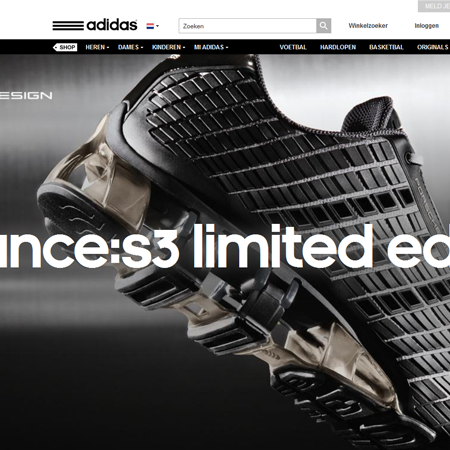 MELD JE
adidas
Zoeken
Winkelzoeker
Inloggen
SHOP
HEREN
DAMES
KINDEREN
MI ADIDAS
VOETBAL
HARDLOPEN
BASKETBAL
ORIGINALS
ESIGN
unce:s3 limited ed